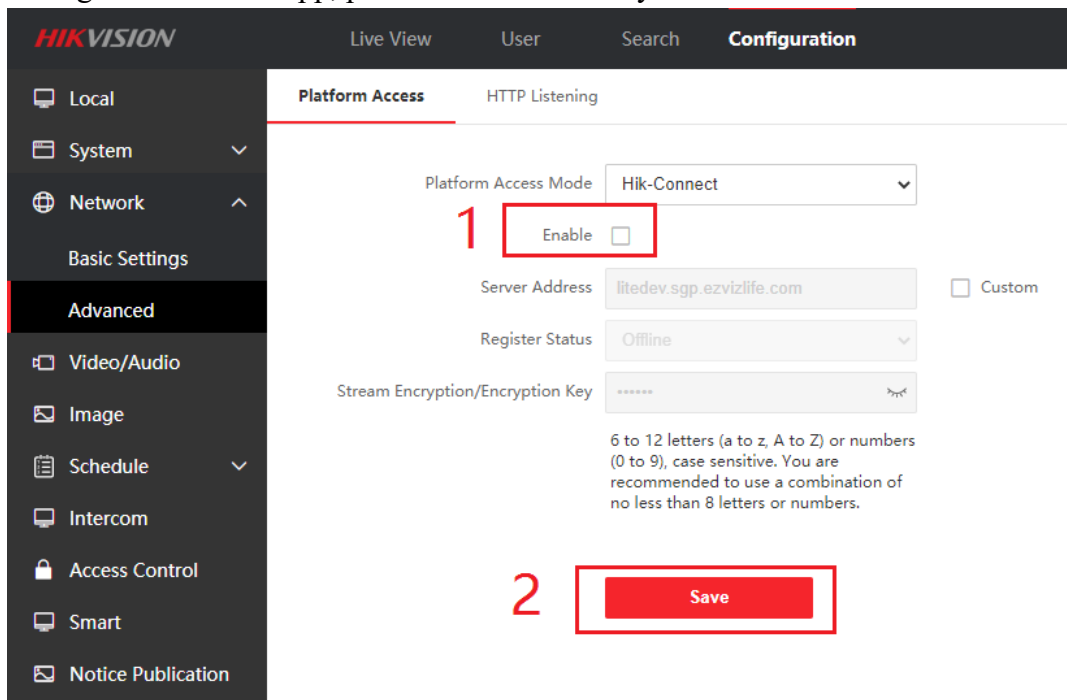 HIKVISION
Live View User Search Configuration
Local
System
Network
Basic Settings
Advanced
Video/Audio
Image
Schedule
Intercom
Access Control
Smart
Notice Publication
Platform Access HTTP Listening
Platform Access Mode Hik-Connect
1 Enable
Server Address litedev.sgp.ezvizlife.com Custom
Register Status Offline
Stream Encryption/Encryption Key ••••••
6 to 12 letters (a to z, A to Z) or numbers
(0 to 9), case sensitive. You are
recommended to use a combination of
no less than 8 letters or numbers.
2 Save